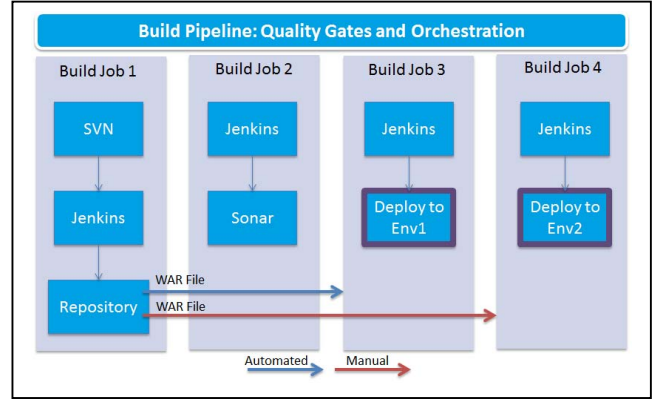 Build Pipeline: Quality Gates and Orchestration
Build Job 1
Build Job 2
Build Job 3
Build Job 4
SVN
Jenkins
Jenkins
Jenkins
Jenkins
Sonar
Deploy to
Env1
Deploy to
Env2
Repository
WAR File
WAR File
Automated
Manual